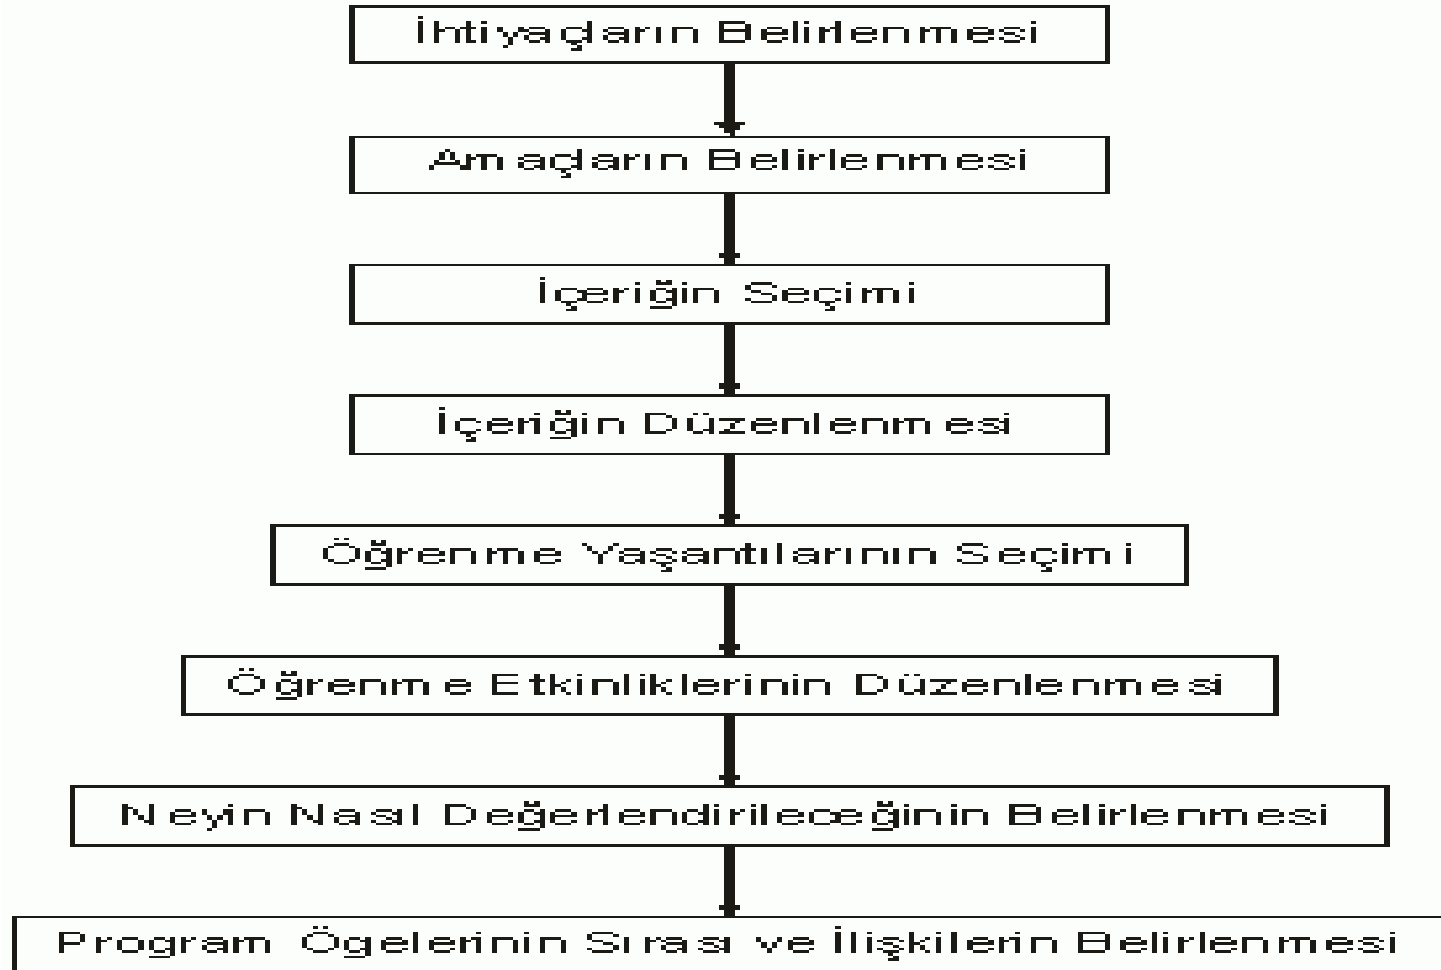 İhtiyaçların Belirlenmesi
Amaçların Belirlenmesi
İçeriğin Seçimi
İçeriğin Düzenlenmesi
Öğrenme Yaşantılarının Seçimi
Öğrenme Etkinliklerinin Düzenlenmesi
Neyin Nasıl Değerlendirileceğinin Belirlenmesi
Program Ögelerinin Sırası ve İlişkilerin Belirlenmesi